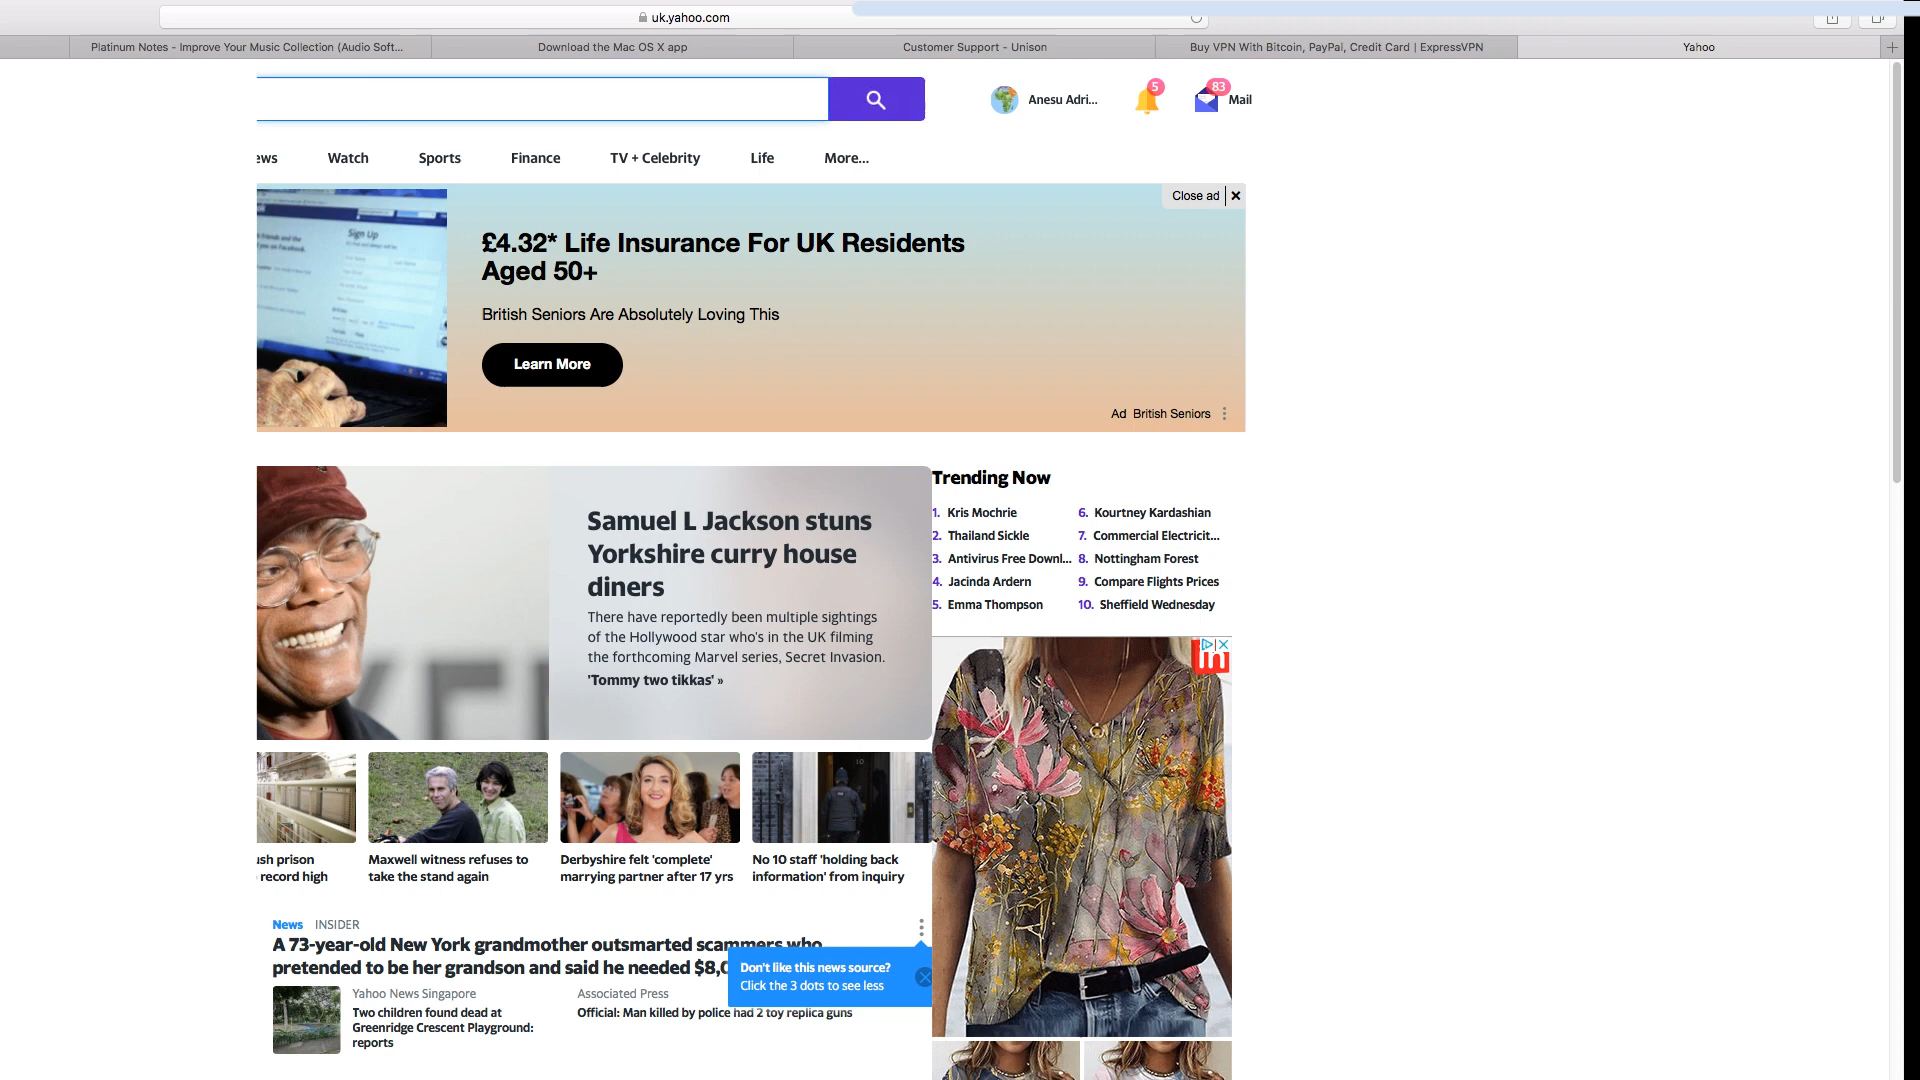 uk.yahoo.com
Platinum Notes - Improve Your Music Collection (Audio Soft...
Download the Mac OS X app
Customer Support - Unison
Buy VPN With Bitcoin, PayPal, Credit Card | ExpressVPN
Yahoo
Anesu Adri...
5
83
Mail
ews
Watch
Sports
Finance
TV + Celebrity
Life
More...
Close ad
Sign Up
£4.32* Life Insurance For UK Residents
Aged 50+
British Seniors Are Absolutely Loving This
Learn More
Ad British Seniors
Samuel L Jackson stuns
Yorkshire curry house
diners
There have reportedly been multiple sightings
of the Hollywood star who's in the UK filming
the forthcoming Marvel series, Secret Invasion.
'Tommy two tikkas' »
Trending Now
1. Kris Mochrie
2. Thailand Sickle
3. Antivirus Free Downl...
4. Jacinda Ardern
5. Emma Thompson
6. Kourtney Kardashian
7. Commercial Electricit...
8. Nottingham Forest
9. Compare Flights Prices
10. Sheffield Wednesday
ush prison
record high
Maxwell witness refuses to
take the stand again
Derbyshire felt 'complete'
marrying partner after 17 yrs
No 10 staff 'holding back
information' from inquiry
News INSIDER
A 73-year-old New York grandmother outsmarted scammers who
pretended to be her grandson and said he needed $8,0
Don't like this news source?
Click the 3 dots to see less
Yahoo News Singapore
Two children found dead at
Greenridge Crescent Playground:
reports
Associated Press
Official: Man killed by police had 2 toy replica guns